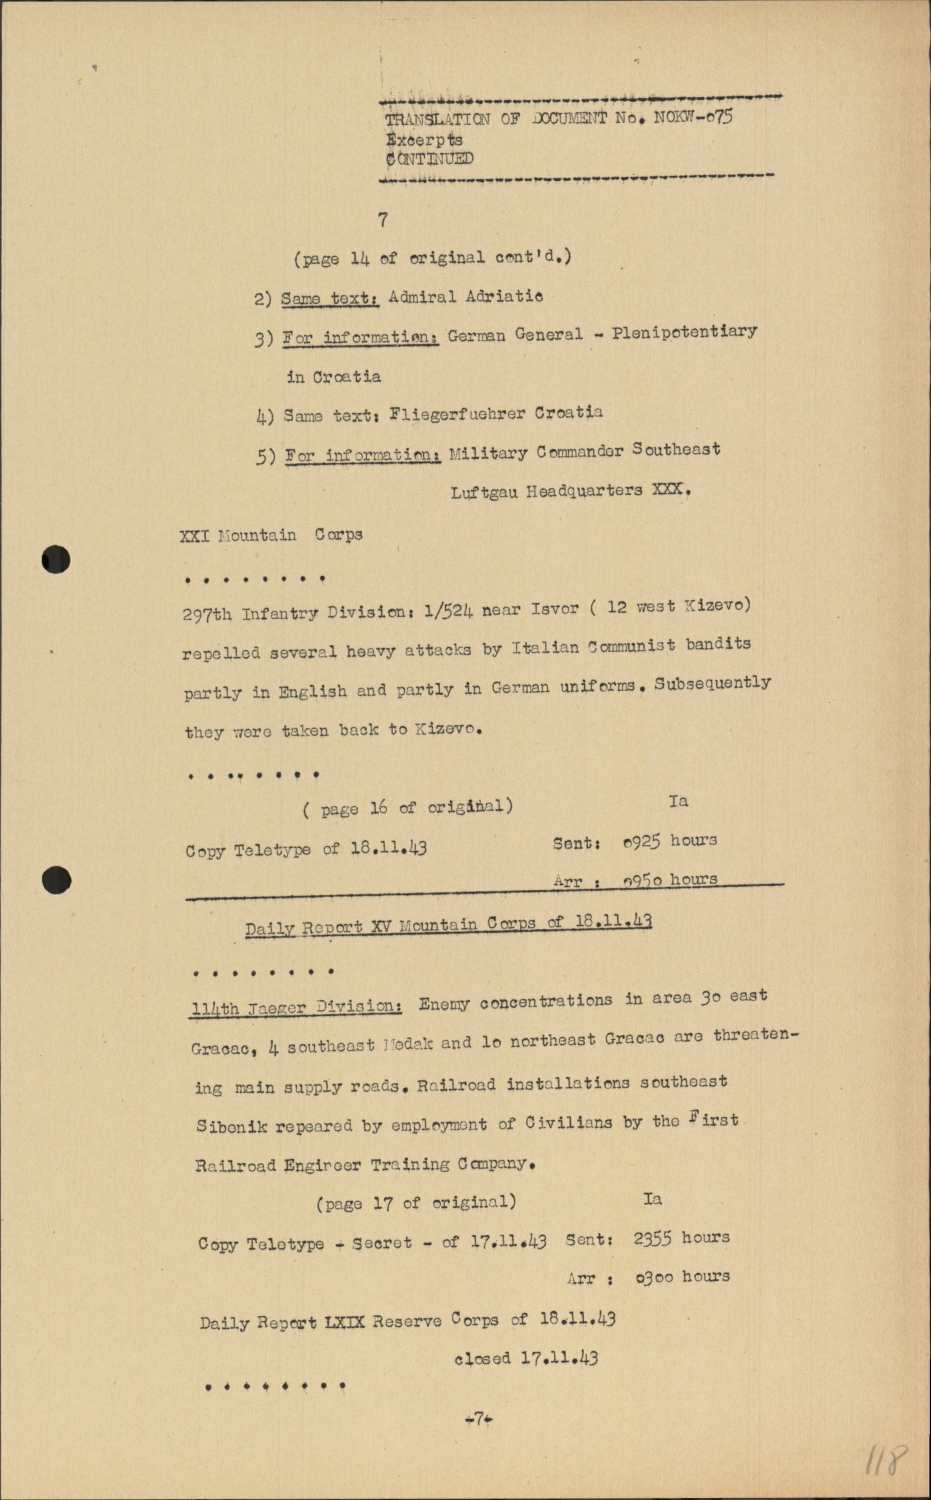 TRANSLATION OF DOCUMENT No. NOKW-o75
Excerpts
CONTINUED
7
(page 14 of original cont'd.)
2) Same text: Admiral Adriatic
3) For information: German General - Plenipotentiary
in Croatia
4) Same text: Fliegerfuehrer Croatia
5) For information: Military Commander Southeast
Luftgau Headquarters XXX.
XXI Mountain Corps
. . . . . . . .
297th Infantry Division: 1/524 near Isvor ( 12 west Kizevo)
repelled several heavy attacks by Italian Communist bandits
partly in English and partly in German uniforms. Subsequently
they were taken back to Kizevo.
. . .. . . . .
( page 16 of original) Ia
Copy Teletype of 18.11.43 Sent: o925 hours
Arr : o95o hours
Daily Report XV Mountain Corps of 18.11.43
. . . . . . . .
114th Jaeger Division: Enemy concentrations in area 3o east
Gracac, 4 southeast Medak and 1o northeast Gracac are threaten-
ing main supply roads. Railroad installations southeast
Sibenik repeared by employment of Civilians by the First
Railroad Engineer Training Company.
(page 17 of original) Ia
Copy Teletype - Secret - of 17.11.43 Sent: 2355 hours
Arr : o3oo hours
Daily Report LXIX Reserve Corps of 18.11.43
closed 17.11.43
. . . . . . . .
-7-
118